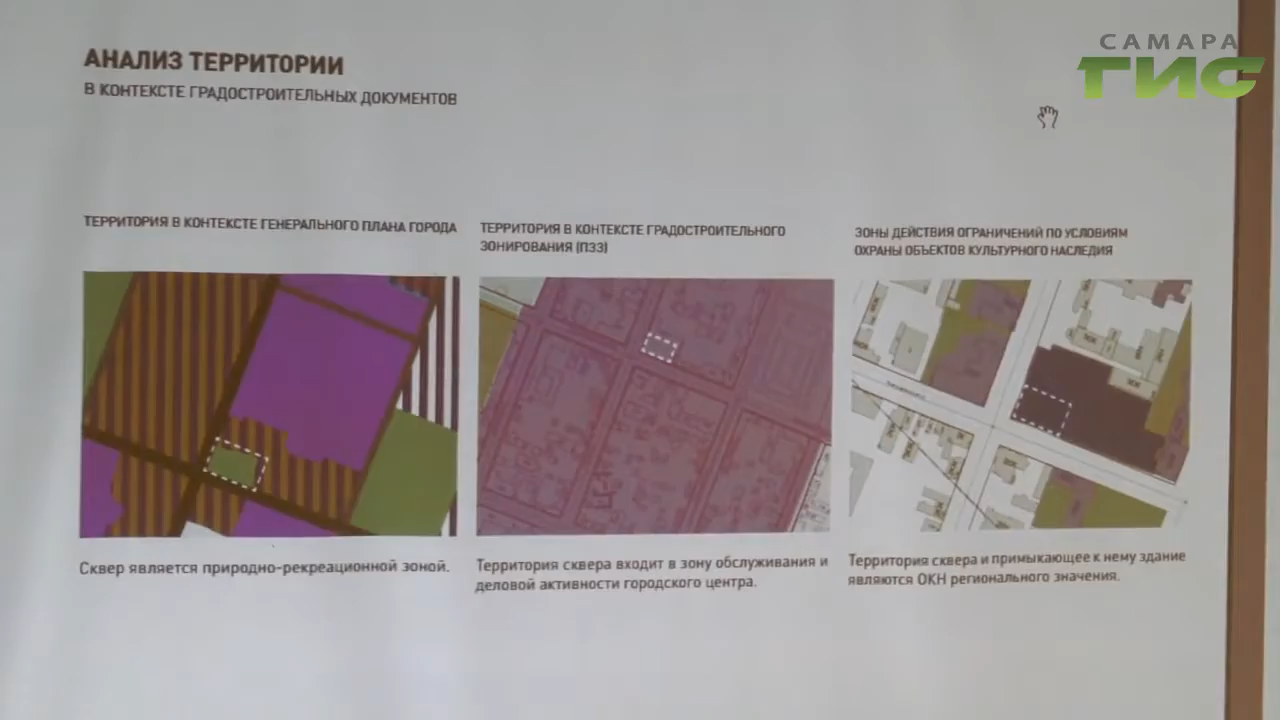 САМАРА
ГИС
АНАЛИЗ ТЕРРИТОРИИ
В КОНТЕКСТЕ ГРАДОСТРОИТЕЛЬНЫХ ДОКУМЕНТОВ
ТЕРРИТОРИЯ В КОНТЕКСТЕ ГЕНЕРАЛЬНОГО ПЛАНА ГОРОДА
ТЕРРИТОРИЯ В КОНТЕКСТЕ ГРАДОСТРОИТЕЛЬНОГО
ЗОНИРОВАНИЯ (ПЗЗ)
ЗОНЫ ДЕЙСТВИЯ ОГРАНИЧЕНИЙ ПО УСЛОВИЯМ
ОХРАНЫ ОБЪЕКТОВ КУЛЬТУРНОГО НАСЛЕДИЯ
Сквер является природно-рекреационной зоной.
Территория сквера входит в зону обслуживания и
деловой активности городского центра.
Территория сквера и примыкающее к нему здание
являются ОКН регионального значения.